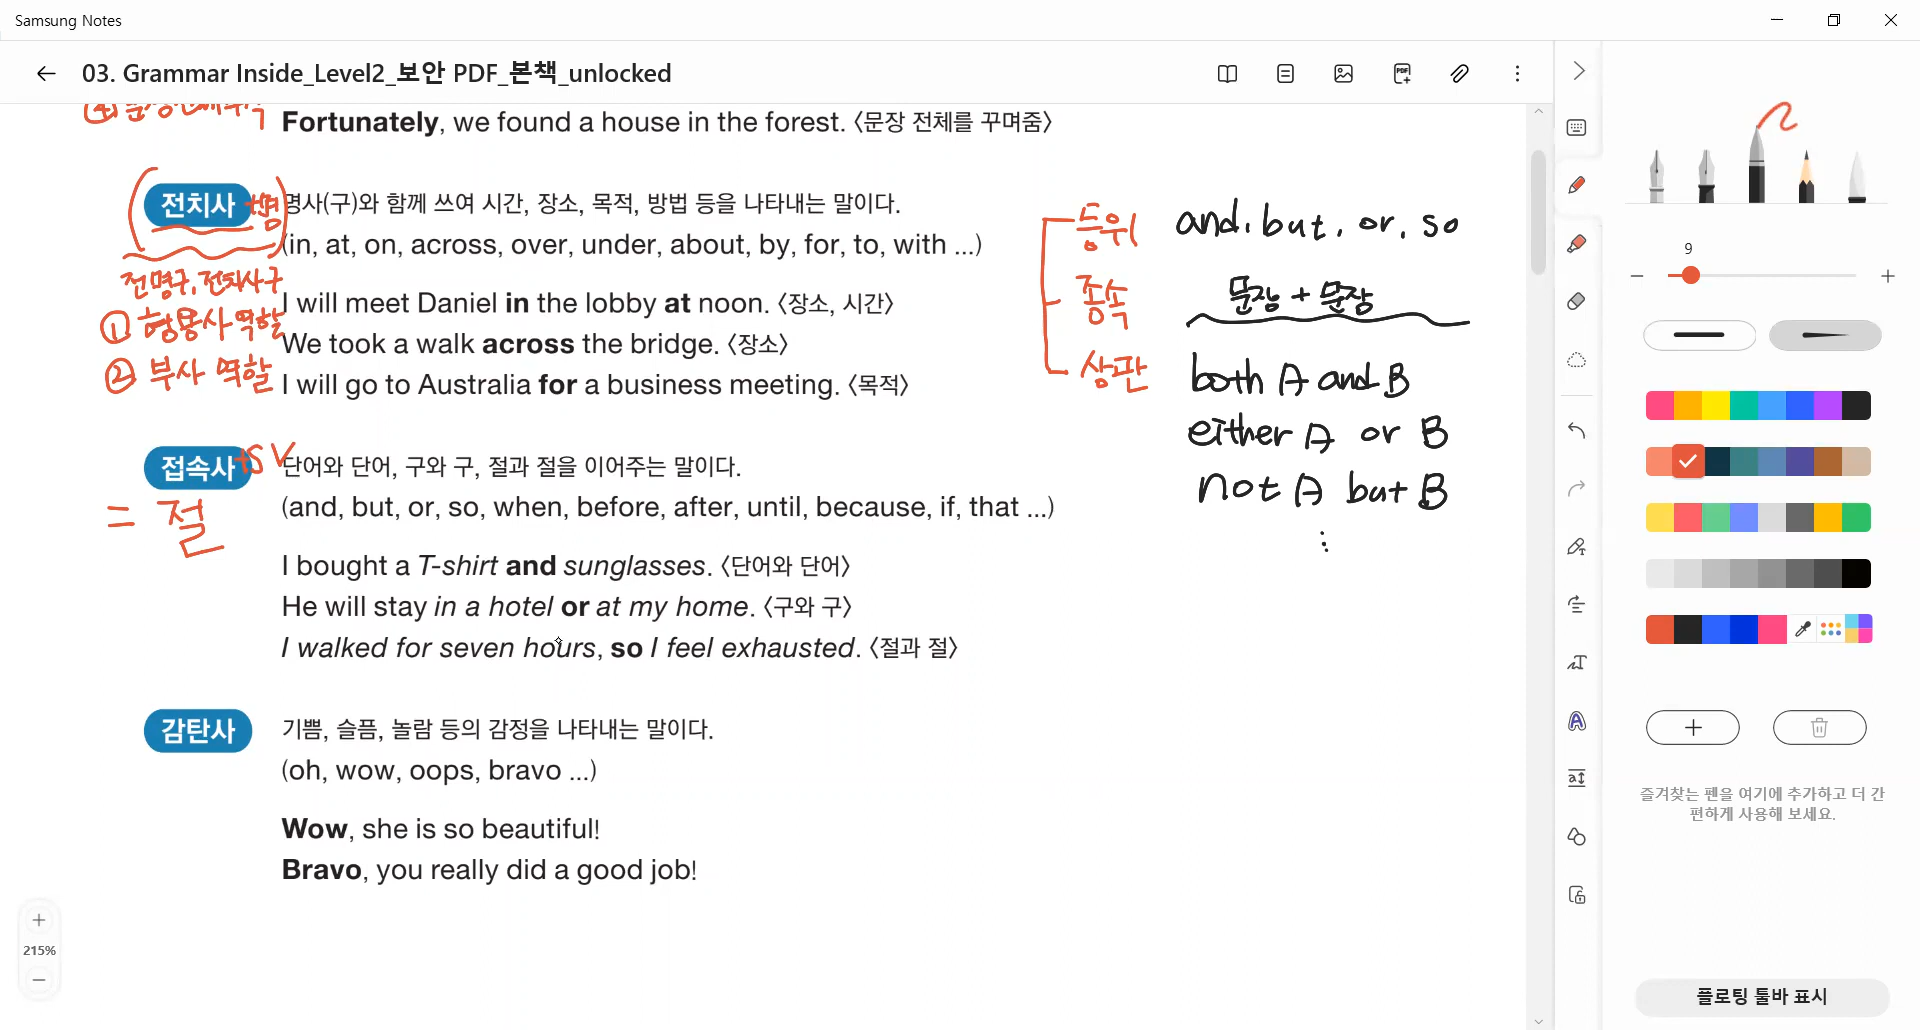 Samsung Notes
03. Grammar Inside_Level2_보안 PDF_본책_unlocked
Fortunately, we found a house in the forest. 〈문장 전체를 꾸며줌〉
전치사 +명
명사(구)와 함께 쓰여 시간, 장소, 목적, 방법 등을 나타내는 말이다.
(in, at, on, across, over, under, about, by, for, to, with ...)
전명구, 전치사구
① 형용사 역할
② 부사 역할
I will meet Daniel in the lobby at noon. 〈장소, 시간〉
We took a walk across the bridge. 〈장소〉
I will go to Australia for a business meeting. 〈목적〉
등위 and, but, or, so
종속 문장 + 문장
상관 both A and B
either A or B
not A but B
⋮
접속사 +S V
= 절
단어와 단어, 구와 구, 절과 절을 이어주는 말이다.
(and, but, or, so, when, before, after, until, because, if, that ...)
I bought a T-shirt and sunglasses. 〈단어와 단어〉
He will stay in a hotel or at my home. 〈구와 구〉
I walked for seven hours, so I feel exhausted. 〈절과 절〉
감탄사
기쁨, 슬픔, 놀람 등의 감정을 나타내는 말이다.
(oh, wow, oops, bravo ...)
Wow, she is so beautiful!
Bravo, you really did a good job!
215%
9
즐겨찾는 펜을 여기에 추가하고 더 간
편하게 사용해 보세요.
플로팅 툴바 표시